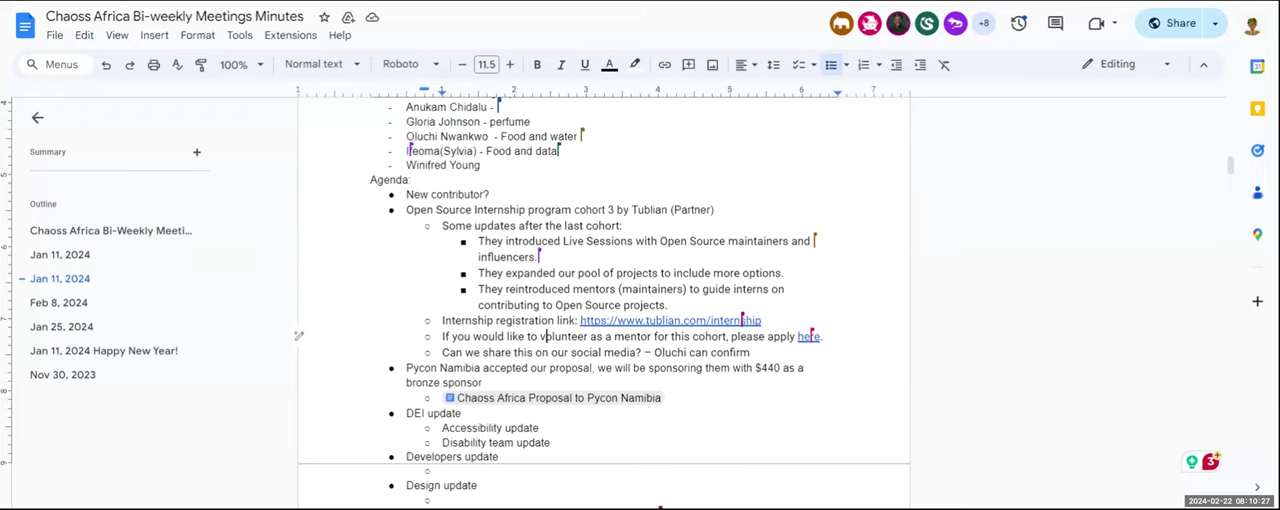 Chaoss Africa Bi-weekly Meetings Minutes
File Edit View Insert Format Tools Extensions Help
+8
Share
Menus 100% Normal text Roboto 11.5 B I U A Editing
1 1 2 3 4 5 6 7
Summary
Outline
Chaoss Africa Bi-Weekly Meeti...
Jan 11, 2024
Jan 11, 2024
Feb 8, 2024
Jan 25, 2024
Jan 11, 2024 Happy New Year!
Nov 30, 2023
- Anukam Chidalu -
- Gloria Johnson - perfume
- Oluchi Nwankwo - Food and water
- Ifeoma(Sylvia) - Food and data
- Winifred Young
Agenda:
● New contributor?
● Open Source Internship program cohort 3 by Tublian (Partner)
○ Some updates after the last cohort:
■ They introduced Live Sessions with Open Source maintainers and
influencers.
■ They expanded our pool of projects to include more options.
■ They reintroduced mentors (maintainers) to guide interns on
contributing to Open Source projects.
○ Internship registration link: https://www.tublian.com/internship
○ If you would like to volunteer as a mentor for this cohort, please apply here.
○ Can we share this on our social media? – Oluchi can confirm
● Pycon Namibia accepted our proposal, we will be sponsoring them with $440 as a
bronze sponsor
○ Chaoss Africa Proposal to Pycon Namibia
● DEI update
○ Accessibility update
○ Disability team update
● Developers update
○
● Design update
○
3
2024-02-22 08:10:27